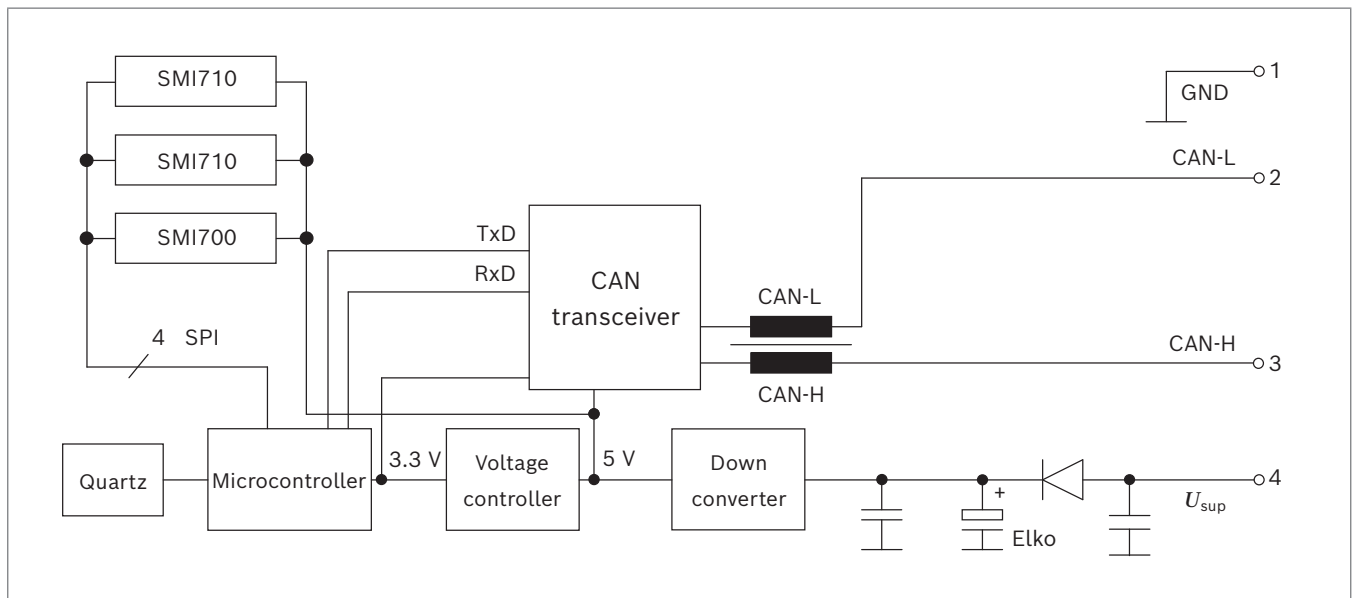 SMI710
SMI710
SMI700
4 SPI
Quartz
Microcontroller
3.3 V
TxD
RxD
CAN
transceiver
Voltage
controller
5 V
Down
converter
CAN-L
CAN-H
+
Elko
GND
1
CAN-L
2
CAN-H
3
Usup
4